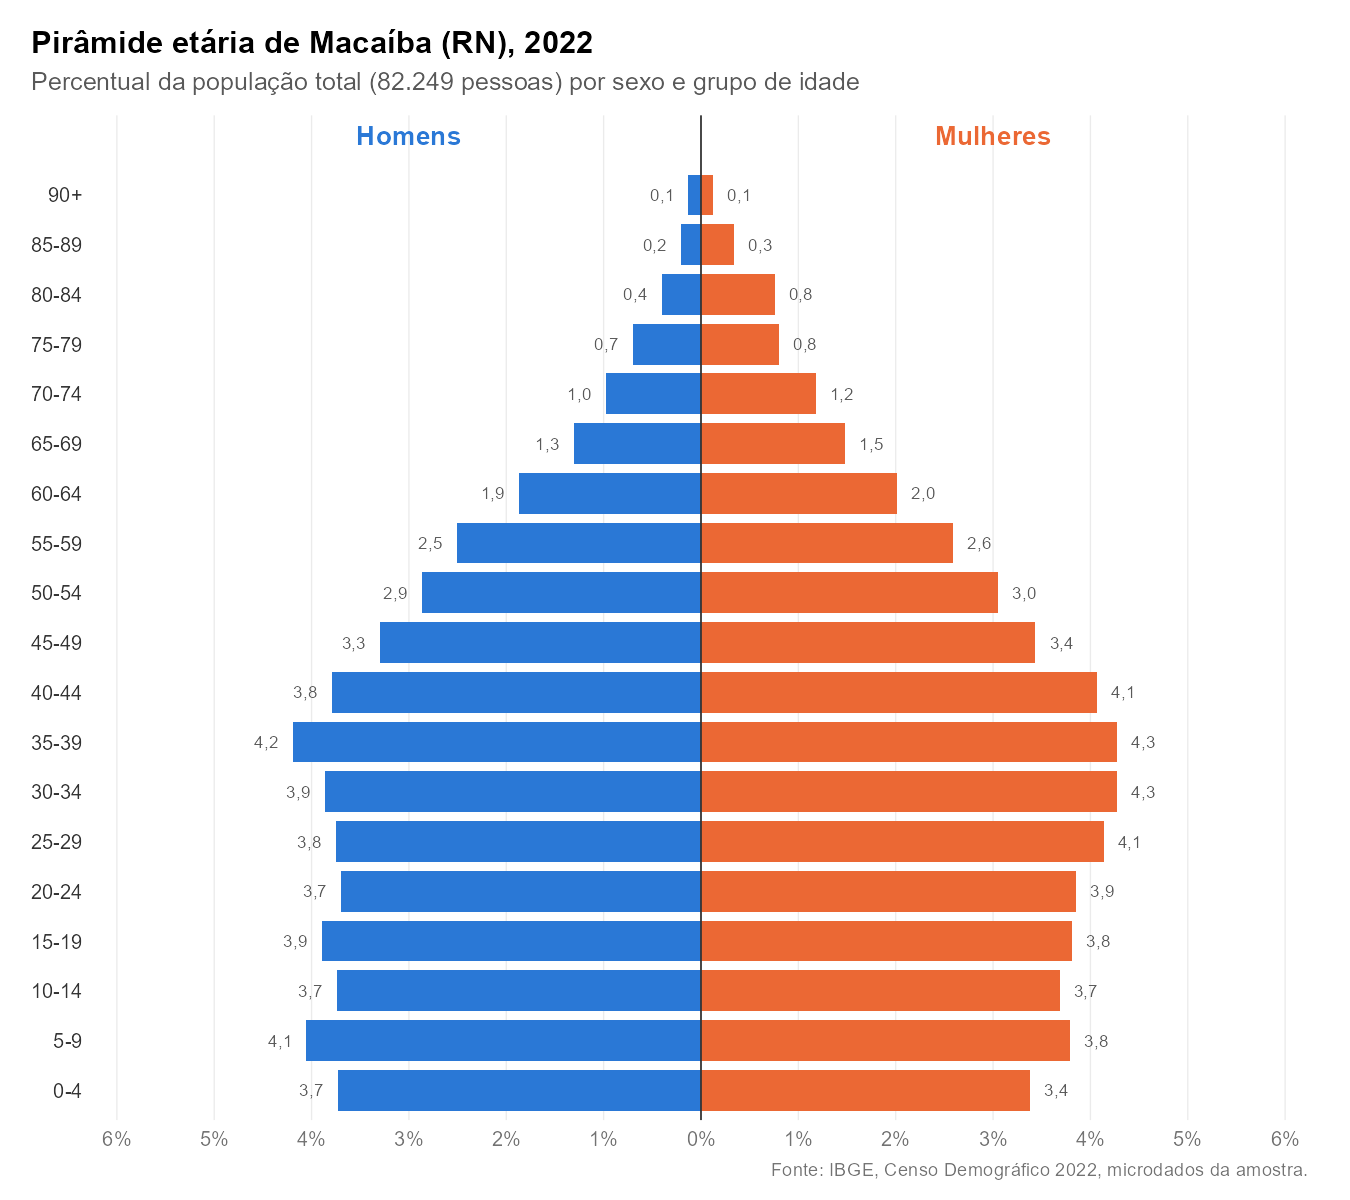 Pirâmide etária de Macaíba (RN), 2022
Percentual da população total (82.249 pessoas) por sexo e grupo de idade
Homens Mulheres
90+ 0,1 0,1
85-89 0,2 0,3
80-84 0,4 0,8
75-79 0,7 0,8
70-74 1,0 1,2
65-69 1,3 1,5
60-64 1,9 2,0
55-59 2,5 2,6
50-54 2,9 3,0
45-49 3,3 3,4
40-44 3,8 4,1
35-39 4,2 4,3
30-34 3,9 4,3
25-29 3,8 4,1
20-24 3,7 3,9
15-19 3,9 3,8
10-14 3,7 3,7
5-9 4,1 3,8
0-4 3,7 3,4
6% 5% 4% 3% 2% 1% 0% 1% 2% 3% 4% 5% 6%
Fonte: IBGE, Censo Demográfico 2022, microdados da amostra.